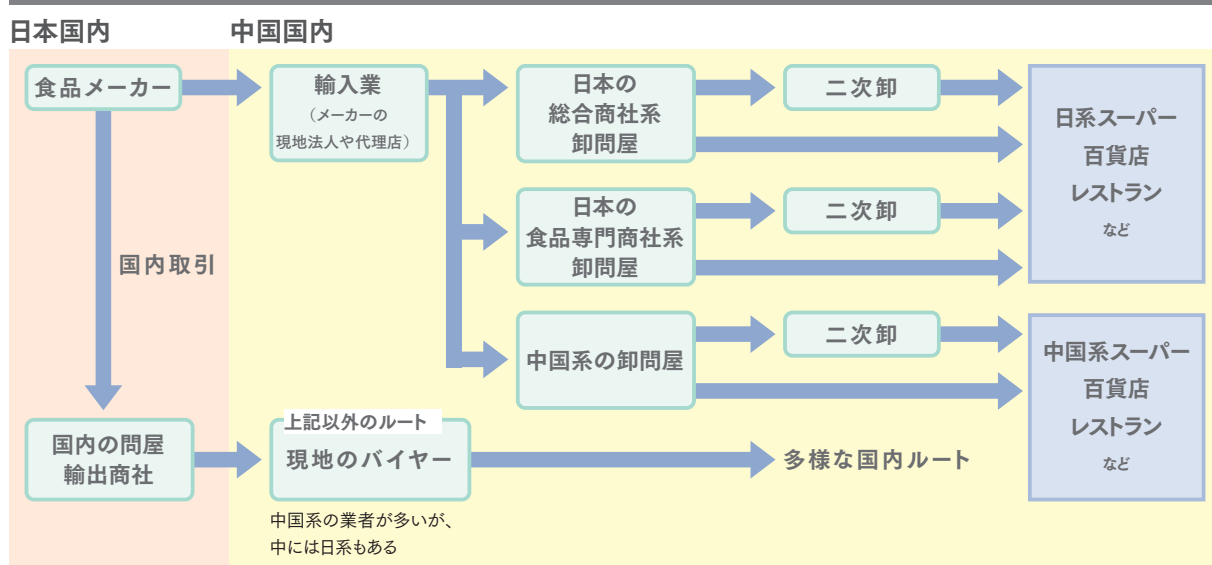 日本国内
中国国内
食品メーカー
輸入業
（メーカーの
現地法人や代理店）
日本の
総合商社系
卸問屋
二次卸
日系スーパー
百貨店
レストラン
など
国内取引
日本の
食品専門商社系
卸問屋
二次卸
中国系の卸問屋
二次卸
中国系スーパー
百貨店
レストラン
など
国内の問屋
輸出商社
上記以外のルート
現地のバイヤー
多様な国内ルート
中国系の業者が多いが、
中には日系もある